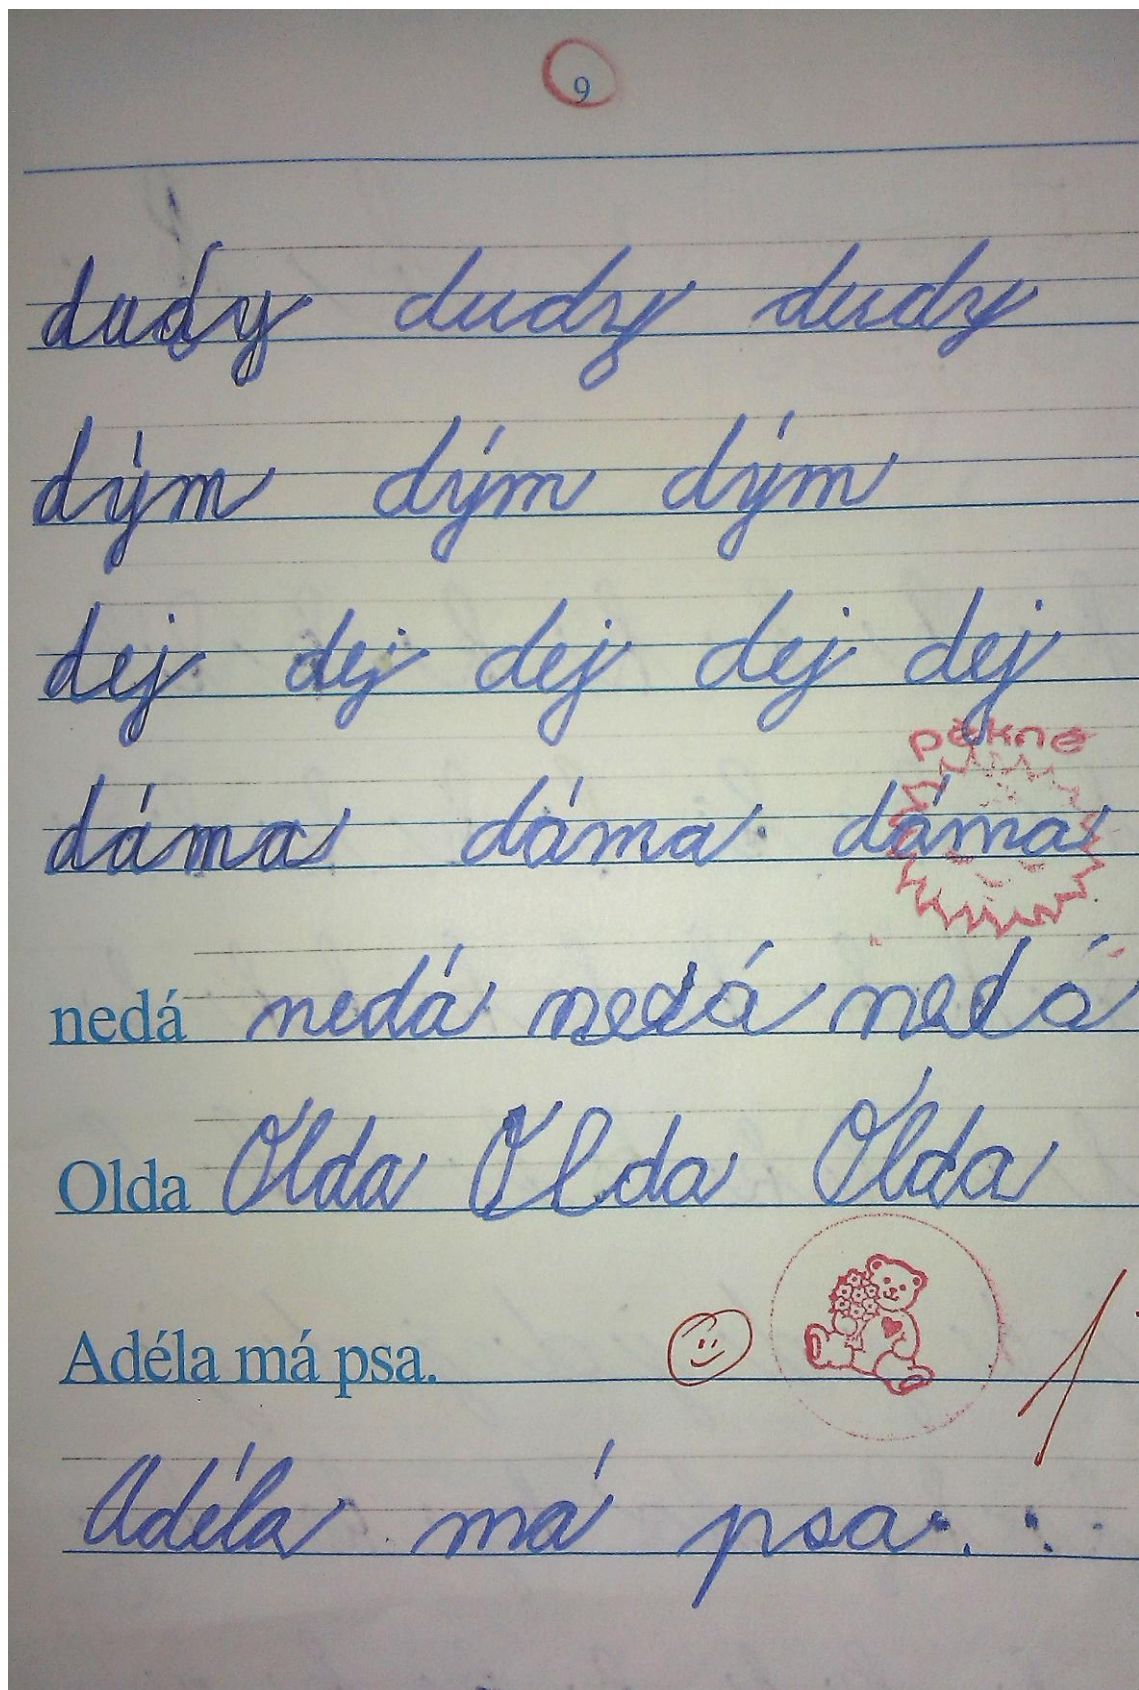 9
dudy dudy dudy
dým dým dým
dej dej dej dej dej
pěkné
dáma dáma dáma
nedá nedá nedá nedá
Olda Olda Olda Olda
Adéla má psa.
1
Adéla má psa.